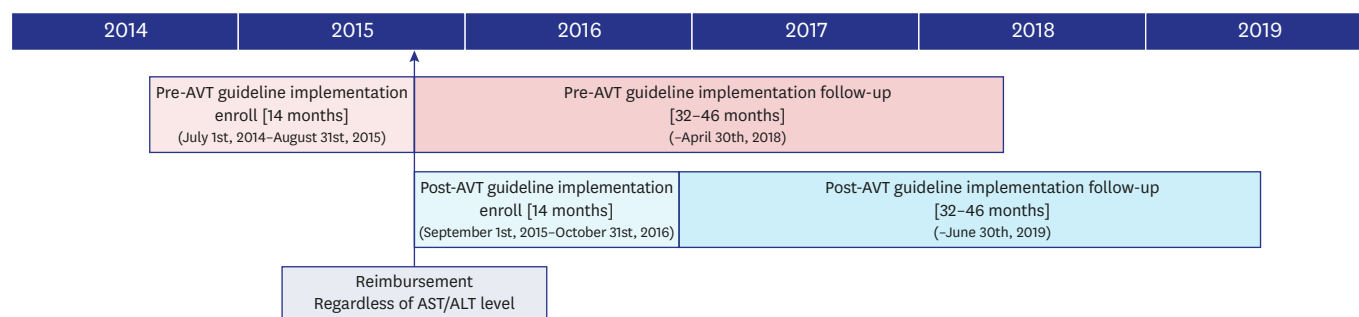 2014 2015 2016 2017 2018 2019
Pre-AVT guideline implementation
enroll [14 months]
(July 1st, 2014–August 31st, 2015)
Pre-AVT guideline implementation follow-up
[32–46 months]
(–April 30th, 2018)
Post-AVT guideline implementation
enroll [14 months]
(September 1st, 2015–October 31st, 2016)
Post-AVT guideline implementation follow-up
[32–46 months]
(–June 30th, 2019)
Reimbursement
Regardless of AST/ALT level